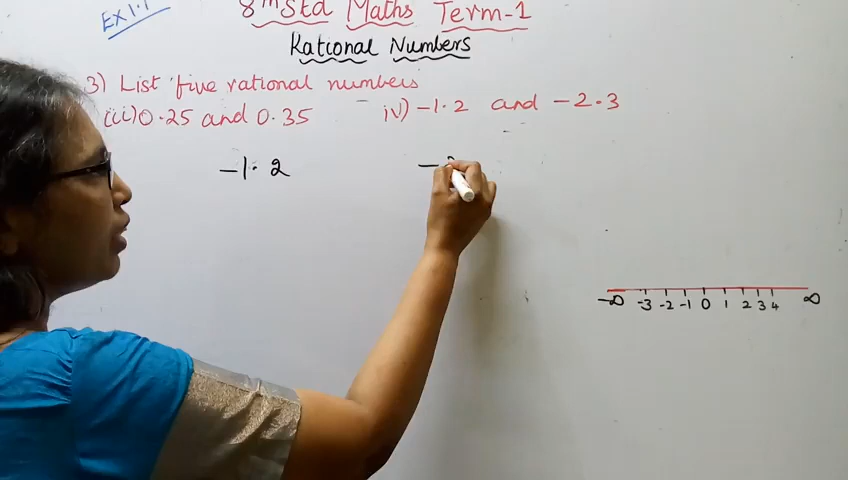 Ex 1.1
8th Std Maths Term-1
Rational Numbers
3) List five rational numbers
(iii) 0.25 and 0.35 iv) -1.2 and -2.3
-1.2 -
-∞ -3 -2 -1 0 1 2 3 4 ∞